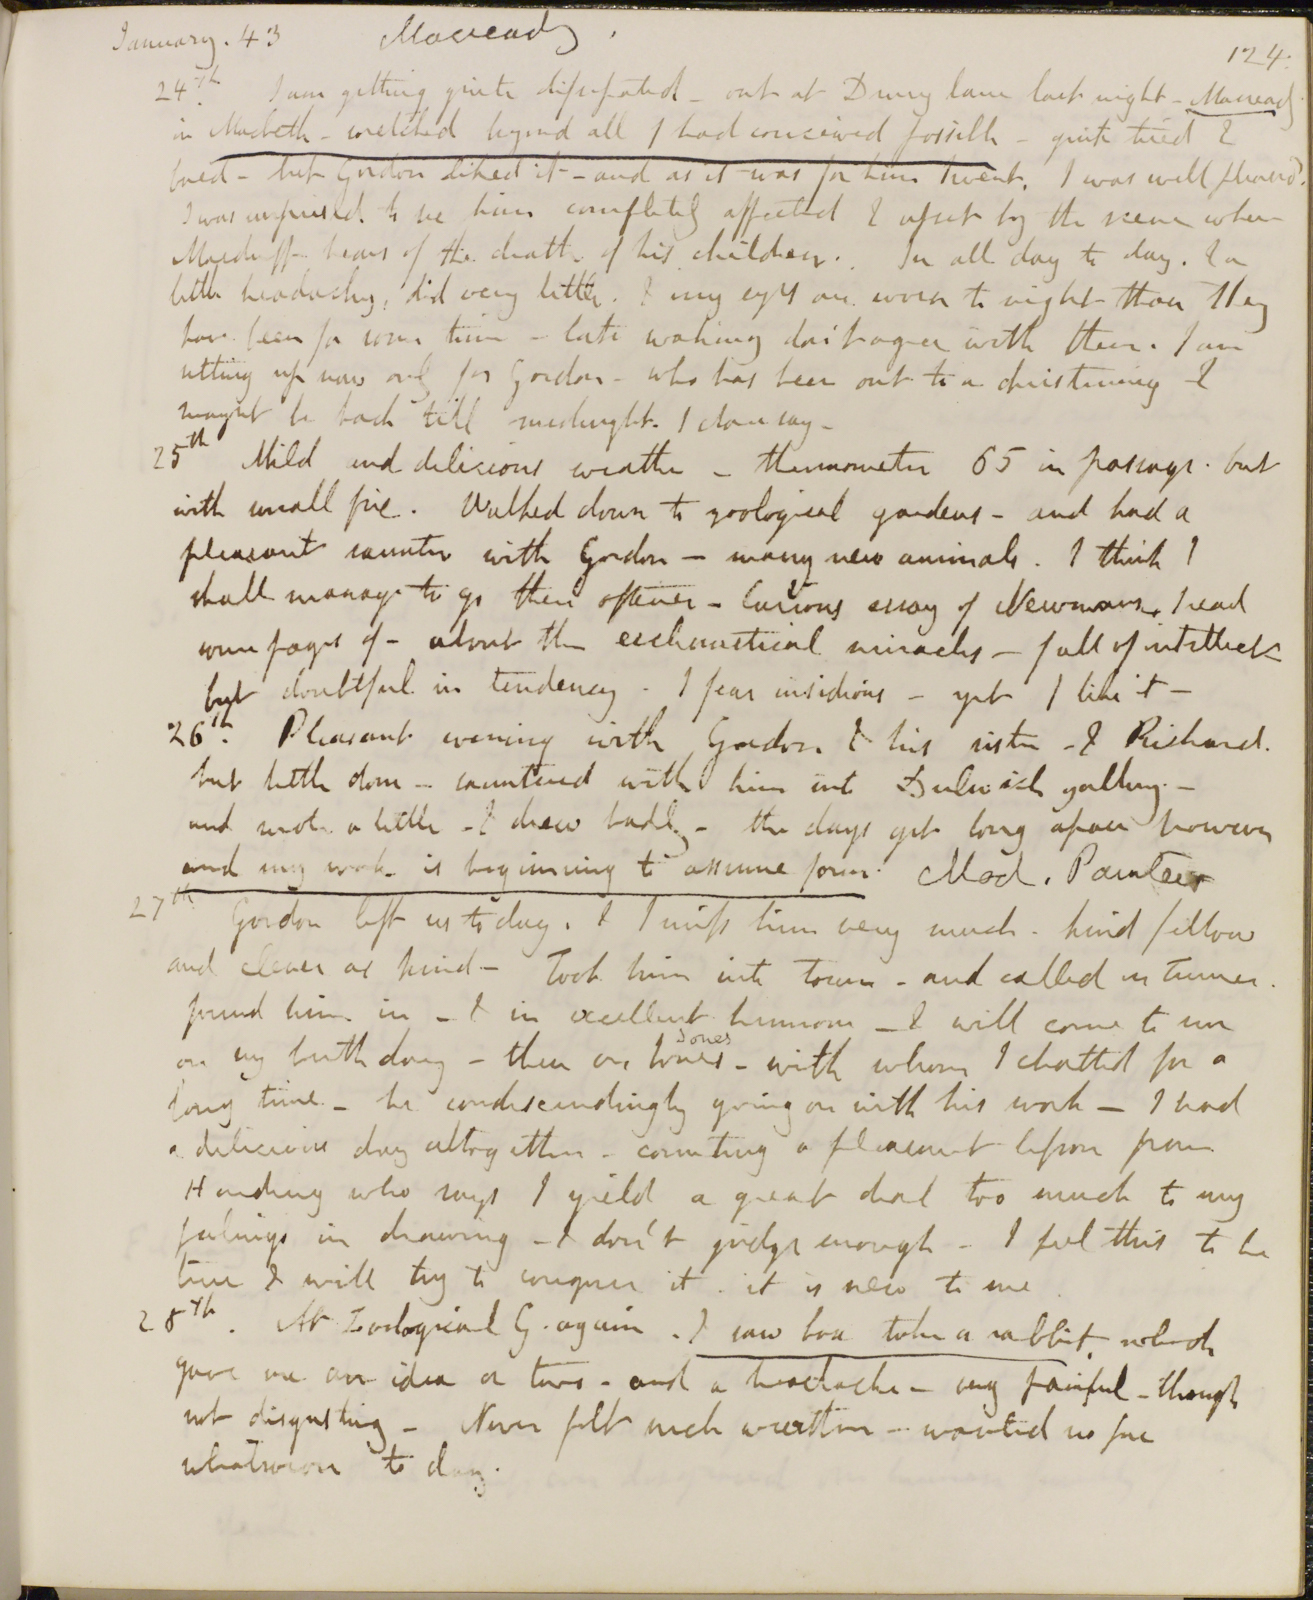 January. 43 Macready.
124.
24th. I am getting quite dissipated - out at Drury lane last night - Macready
in Macbeth - wretched beyond all I had conceived possible - quite tired &
bored - but Gordon liked it - and as it was for him I went, I was well pleased.
I was surprised to see him completely affected & upset by the scene when
Macduff hears of the death of his children. In all day to day. & a
little headachy, did very little. & my eyes are worse to night than they
have been for some time - late waking don't agree with them. I am
sitting up now only for Gordon - who has been out to a christening &
mayn't be back till midnight. I dare say -
25th Mild and delicious weather - thermometer 65 in passage. but
with small fire. Walked down to zoological gardens - and had a
pleasant saunter with Gordon - many new animals. I think I
shall manage to go there oftener - Curious essay of Newmans, I read
some pages of - about the ecclesiastical miracles - full of intellect
but doubtful in tendency - I fear insidious - yet I like it -
26th. Pleasant evening with Gordon & his sister - & Richard.
but little done - sauntered with him into Dulwich gallery -
and wrote a little - & drew badly - the days get long apace however
and my work is beginning to assume form. Mod. Painters
27th Gordon left us to day. & I miss him very much - kind fellow
and clever as kind - Took him into town - and called on Turner.
found him in - & in excellent humour - & will come to me
on my birth day - then on Jones - with whom I chatted for a
Jones
long time - he condescendingly going on with his work - I had
a delicious day altogether - counting a pleasant lesson from
Harding who says I yield a great deal too much to my
feelings in drawing - & don't judge enough - I feel this to be
true & will try to conquer it. it is new to me.
28th. At Zoological G. again. & saw boa take a rabbit, which
gave me an idea or two - and a headache - very painful - though
not disgusting - Never felt such weather - wanted no fire
whatsoever to day.